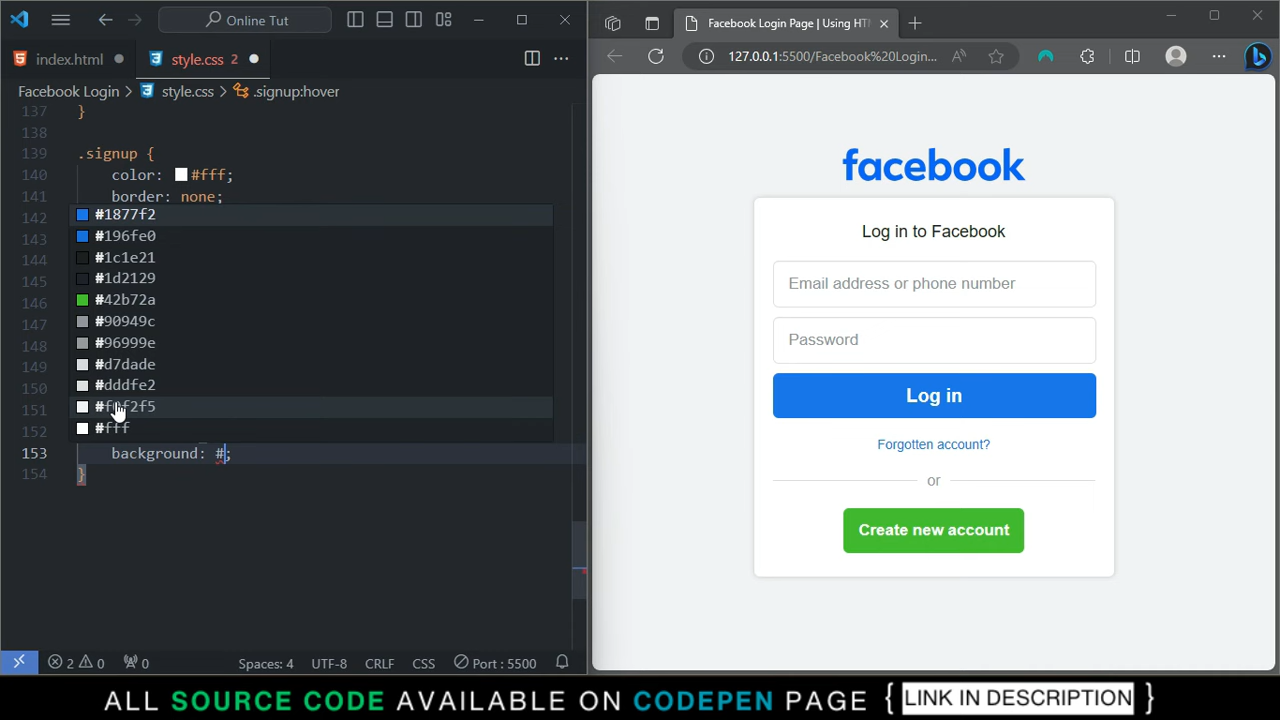 Online Tut
index.html
style.css 2
Facebook Login > style.css > .signup:hover
137 }
138
139 .signup {
140 color: #fff;
141 border: none;
142
143
144
145
146
147
148
149
150
151
152
#1877f2
#196fe0
#1c1e21
#1d2129
#42b72a
#90949c
#96999e
#d7dade
#dddfe2
#f0f2f5
#fff
153 background: #;
154 }
2 0 0
Spaces: 4 UTF-8 CRLF CSS Port : 5500
Facebook Login Page | Using HT
127.0.0.1:5500/Facebook%20Login...
facebook
Log in to Facebook
Email address or phone number
Password
Log in
Forgotten account?
or
Create new account
ALL SOURCE CODE AVAILABLE ON CODEPEN PAGE { LINK IN DESCRIPTION }